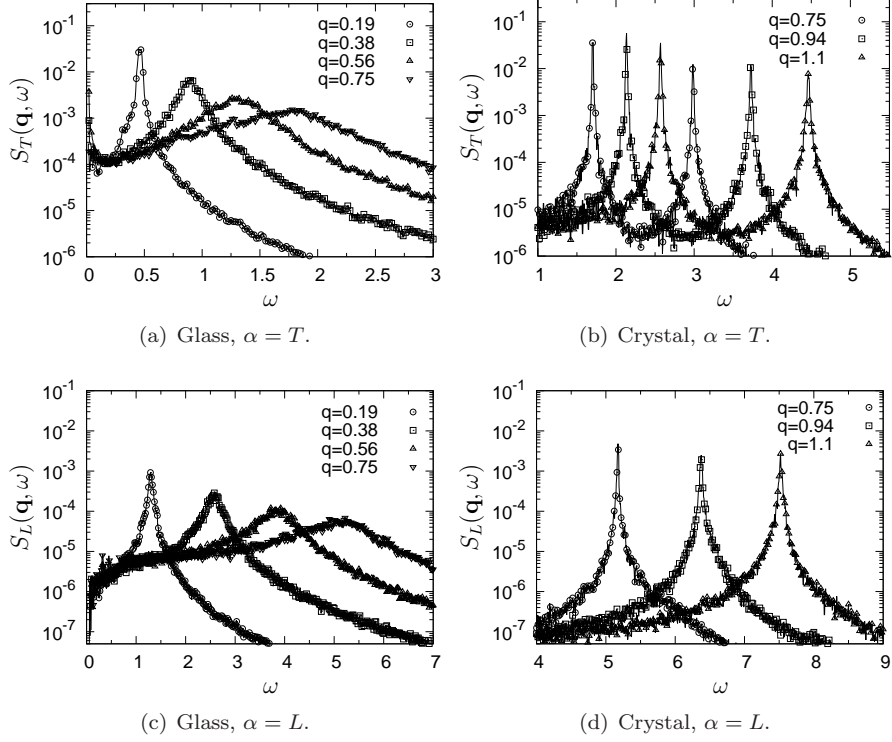 S_T(q, ω)
10^-1
10^-2
10^-3
10^-4
10^-5
10^-6
0 0.5 1 1.5 2 2.5 3
ω
q=0.19
q=0.38
q=0.56
q=0.75
(a) Glass, α = T.
S_T(q, ω)
10^-1
10^-2
10^-3
10^-4
10^-5
10^-6
1 2 3 4 5
ω
q=0.75
q=0.94
q=1.1
(b) Crystal, α = T.
S_L(q, ω)
10^-1
10^-2
10^-3
10^-4
10^-5
10^-6
10^-7
0 1 2 3 4 5 6 7
ω
q=0.19
q=0.38
q=0.56
q=0.75
(c) Glass, α = L.
S_L(q, ω)
10^-1
10^-2
10^-3
10^-4
10^-5
10^-6
10^-7
4 5 6 7 8 9
ω
q=0.75
q=0.94
q=1.1
(d) Crystal, α = L.